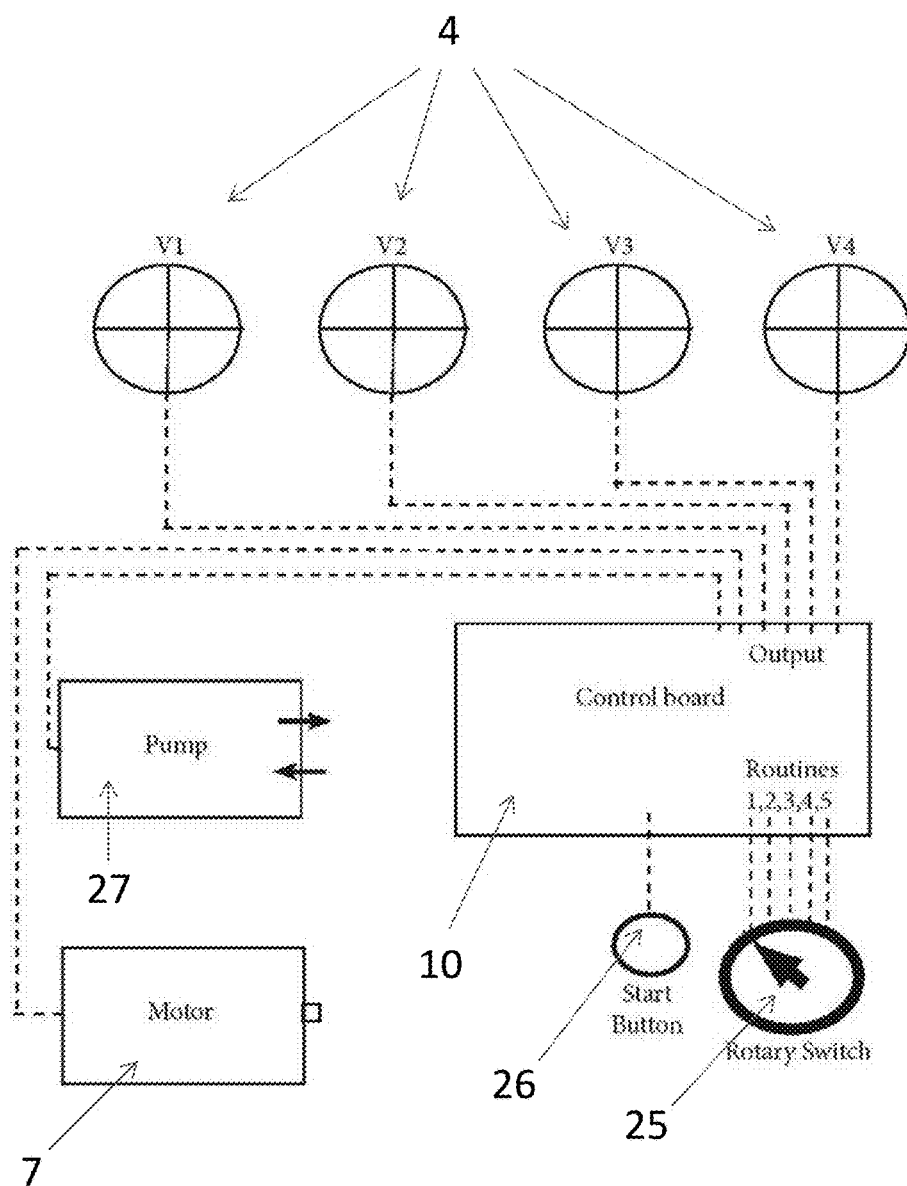 4
V1 V2 V3 V4
Output
Control board
Pump
Routines
1,2,3,4,5
27
10
Start
Button
Rotary Switch
Motor
26
25
7